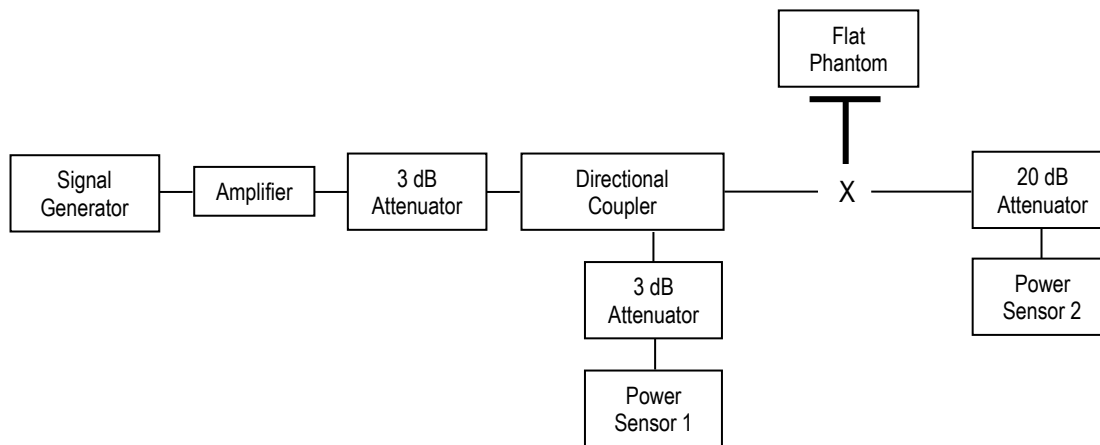 Flat
Phantom
Signal
Generator
Amplifier
3 dB
Attenuator
Directional
Coupler
X
20 dB
Attenuator
3 dB
Attenuator
Power
Sensor 2
Power
Sensor 1